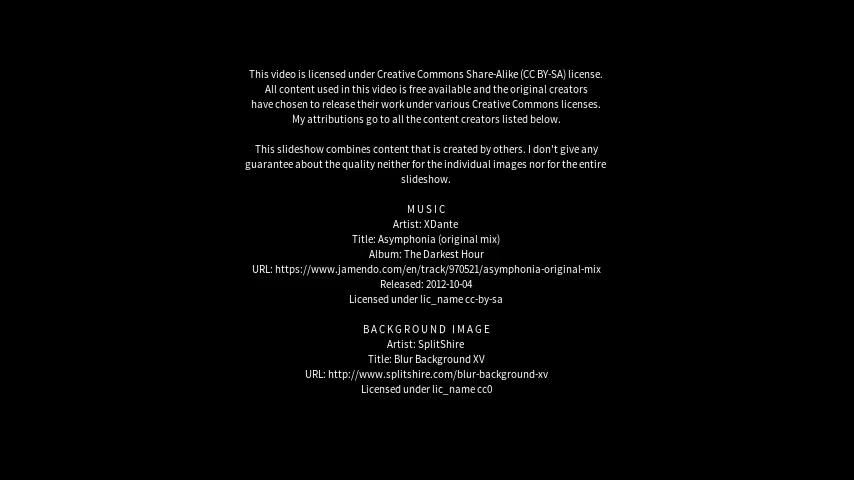 This video is licensed under Creative Commons Share-Alike (CC BY-SA) license.
All content used in this video is free available and the original creators
have chosen to release their work under various Creative Commons licenses.
My attributions go to all the content creators listed below.
This slideshow combines content that is created by others. I don't give any
guarantee about the quality neither for the individual images nor for the entire
slideshow.
MUSIC
Artist: XDante
Title: Asymphonia (original mix)
Album: The Darkest Hour
URL: https://www.jamendo.com/en/track/970521/asymphonia-original-mix
Released: 2012-10-04
Licensed under lic_name cc-by-sa
BACKGROUND IMAGE
Artist: SplitShire
Title: Blur Background XV
URL: http://www.splitshire.com/blur-background-xv
Licensed under lic_name cc0